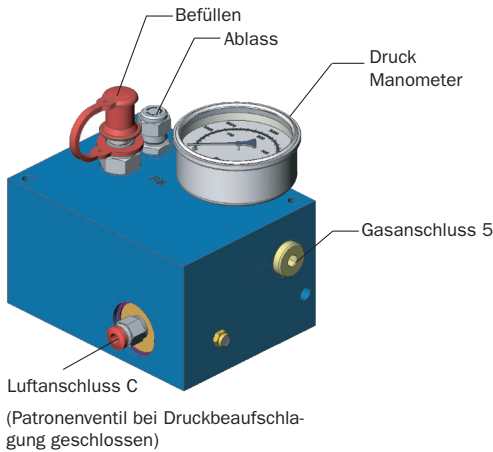 Befüllen
Ablass
Druck
Manometer
Gasanschluss 5
Luftanschluss C
(Patronenventil bei Druckbeaufschla-
gung geschlossen)